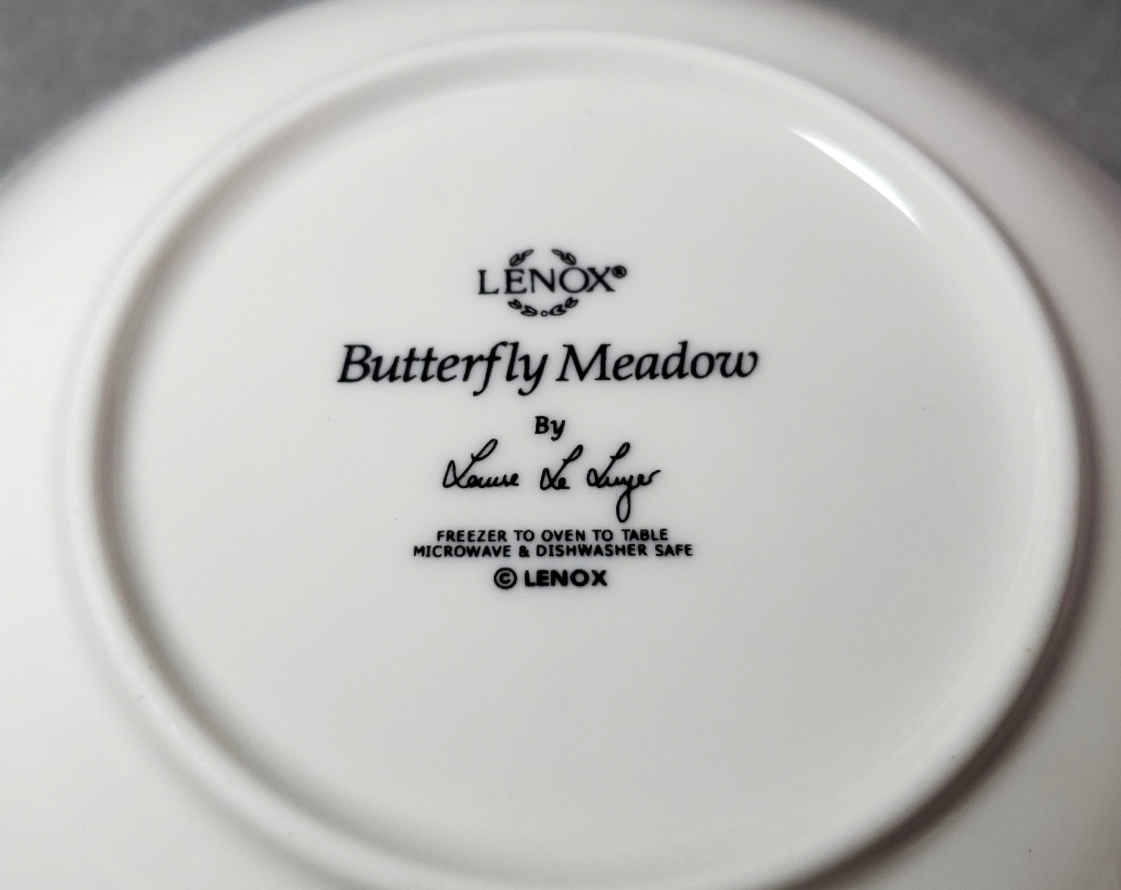 LENOX®
Butterfly Meadow
By
Louise Le Luyer
FREEZER TO OVEN TO TABLE
MICROWAVE & DISHWASHER SAFE
© LENOX